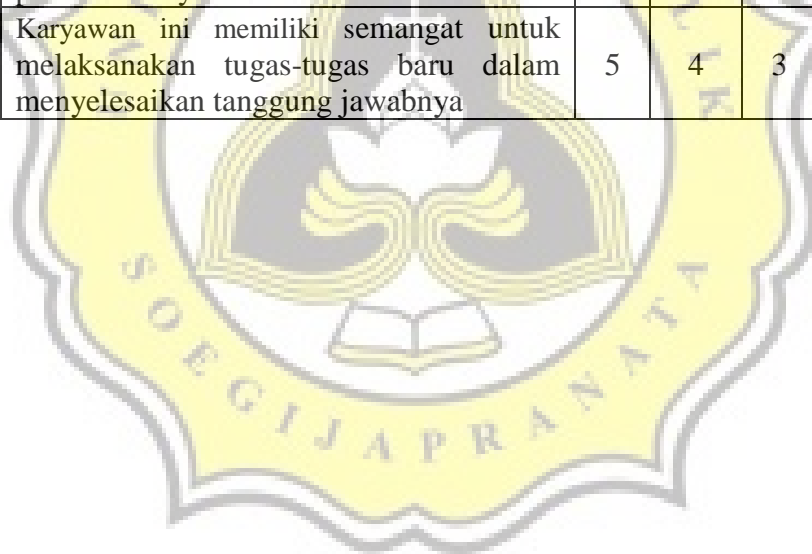 Karyawan ini memiliki semangat untuk
melaksanakan tugas-tugas baru dalam 5 4 3
menyelesaikan tanggung jawabnya
L I K
SOEGIJAPRANATA